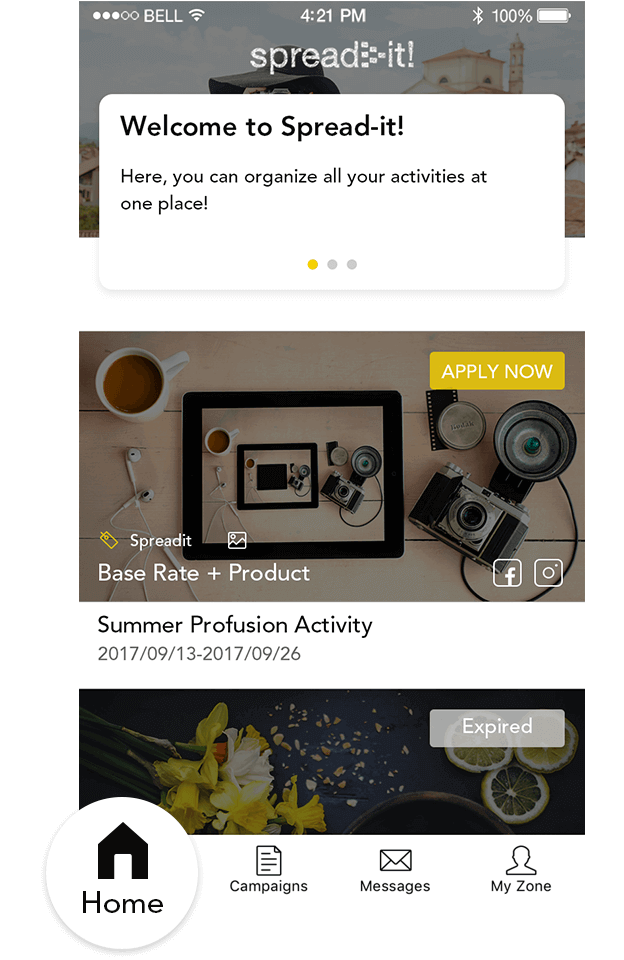 BELL 4:21 PM 100%
spread-it!
Welcome to Spread-it!
Here, you can organize all your activities at
one place!
APPLY NOW
Spreadit
Base Rate + Product
Summer Profusion Activity
2017/09/13-2017/09/26
Expired
Home
Campaigns
Messages
My Zone